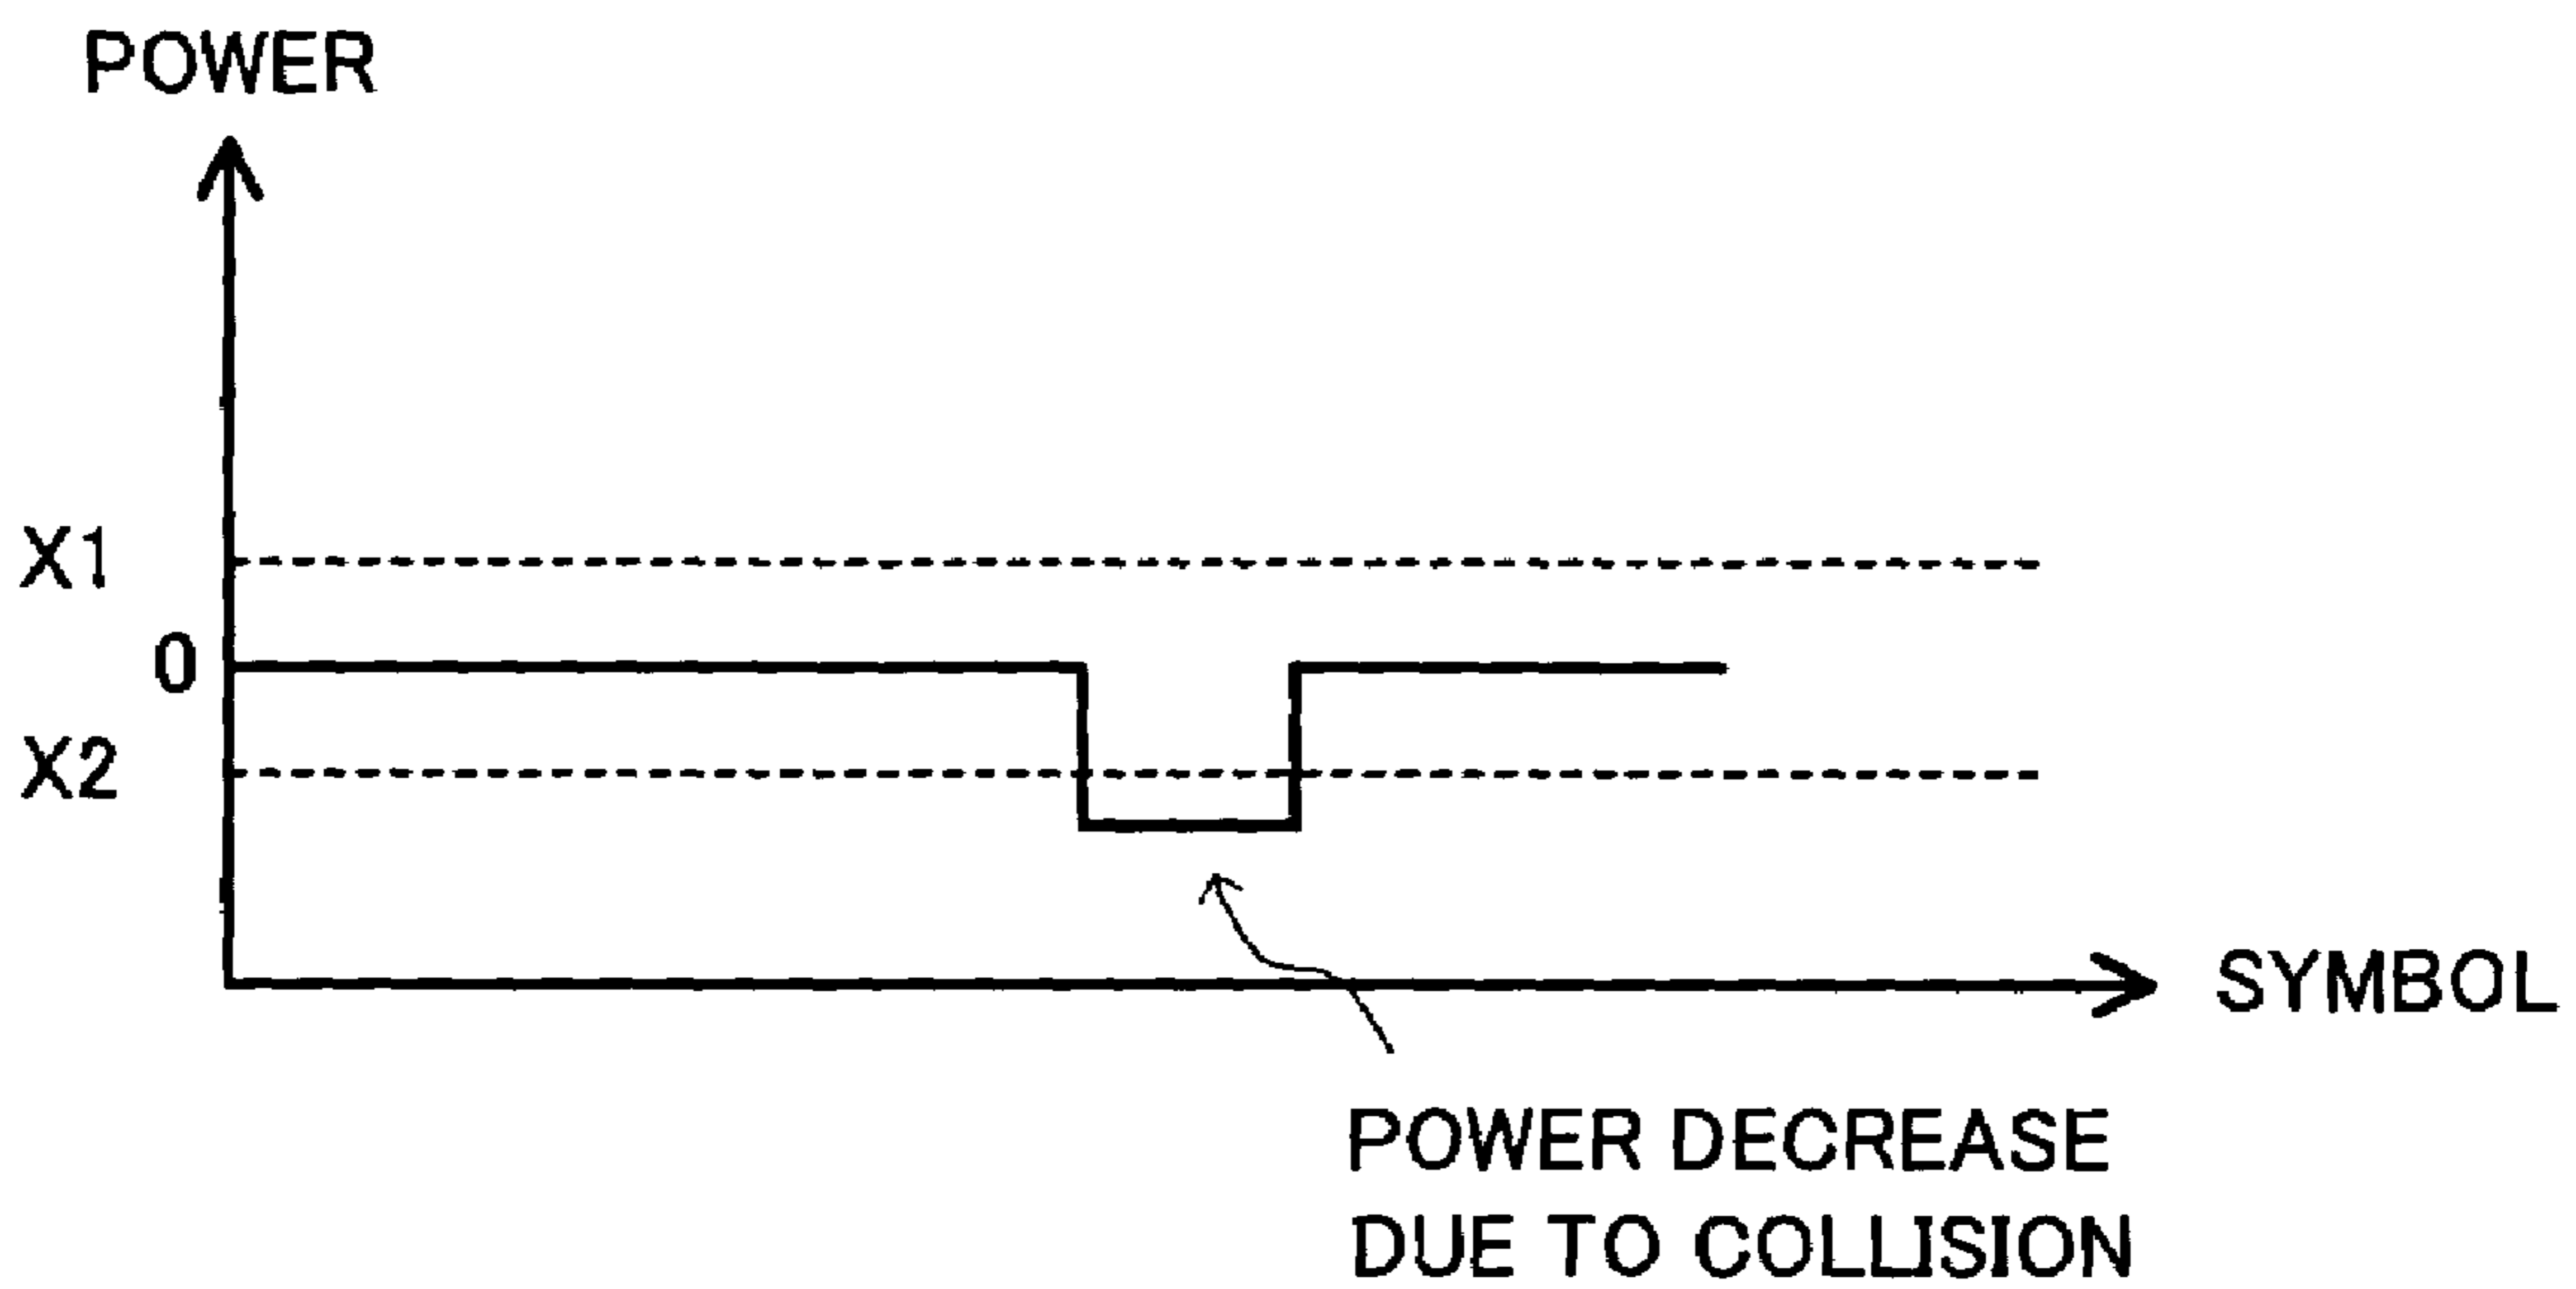 POWER
X1
0
X2
SYMBOL
POWER DECREASE
DUE TO COLLISION